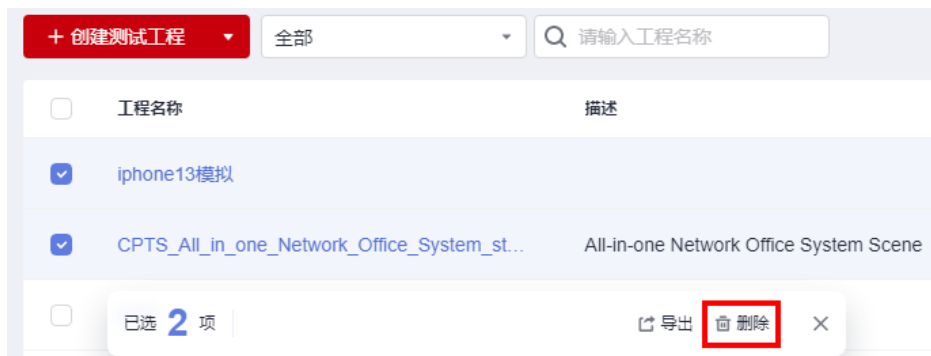 + 创建测试工程 全部 请输入工程名称
工程名称 描述
iphone13模拟
CPTS_All_in_one_Network_Office_System_st... All-in-one Network Office System Scene
已选 2 项 导出 删除